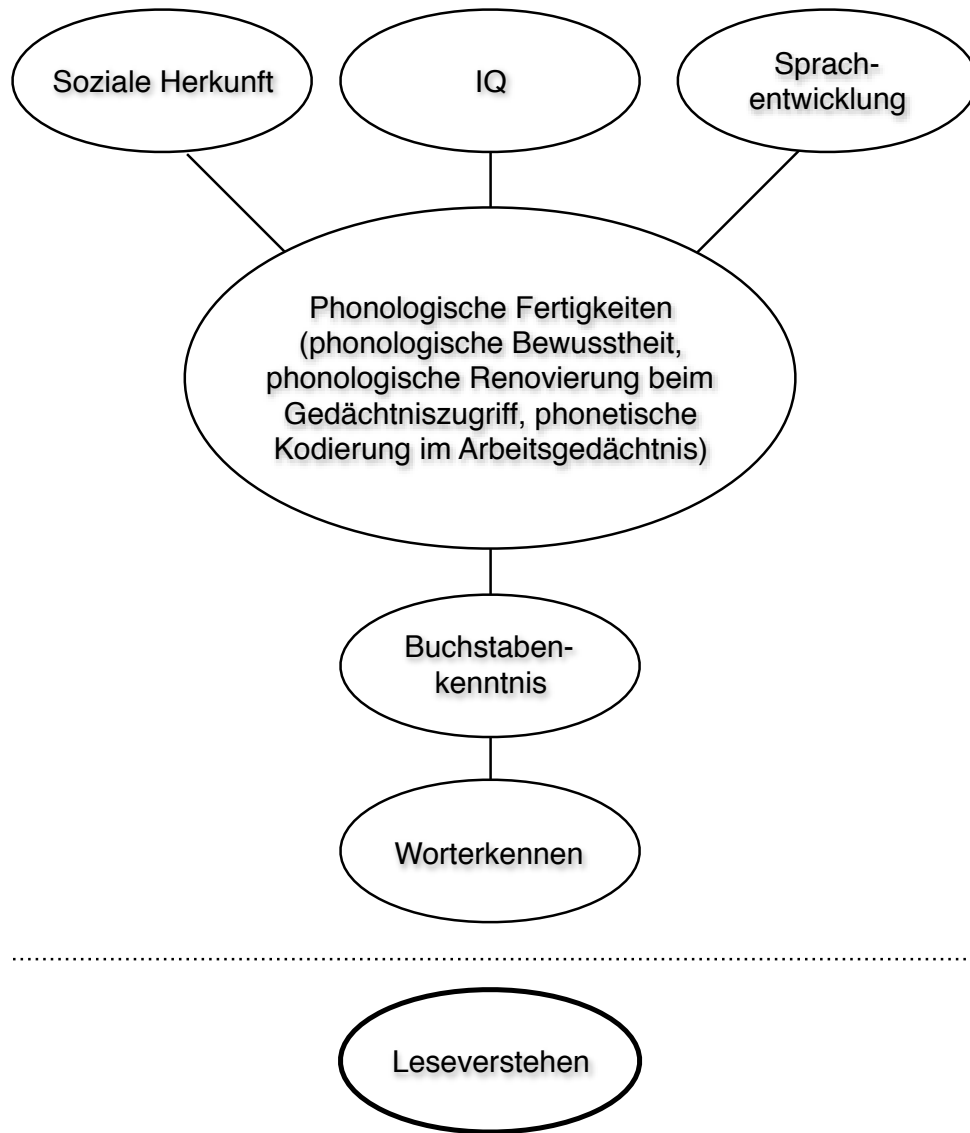 Soziale Herkunft
IQ
Sprach-
entwicklung
Phonologische Fertigkeiten
(phonologische Bewusstheit,
phonologische Renovierung beim
Gedächtniszugriff, phonetische
Kodierung im Arbeitsgedächtnis)
Buchstaben-
kenntnis
Worterkennen
Leseverstehen